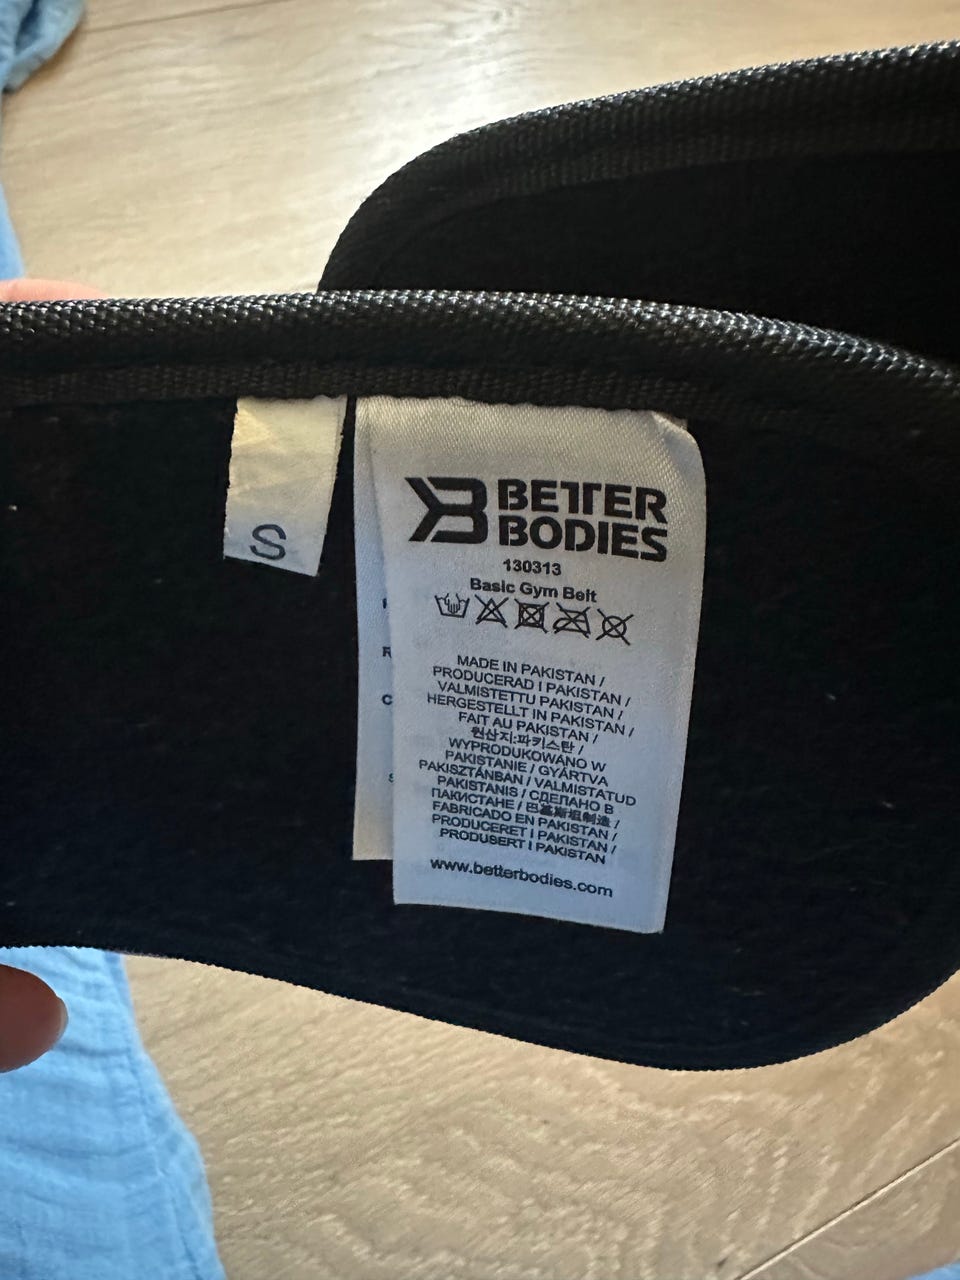 S
BETTER
BODIES
130313
Basic Gym Belt
MADE IN PAKISTAN /
PRODUCERAD I PAKISTAN /
VALMISTETTU PAKISTAN /
HERGESTELLT IN PAKISTAN /
FAIT AU PAKISTAN /
원산지:파키스탄 /
WYPRODUKOWANO W
PAKISTANIE / GYÁRTVA
PAKISZTÁNBAN / VALMISTATUD
PAKISTANIS / СДЕЛАНО В
ПАКИСТАНЕ / 巴基斯坦制造 /
FABRICADO EN PAKISTAN /
PRODUCERET I PAKISTAN /
PRODUSERT I PAKISTAN
www.betterbodies.com
R
C